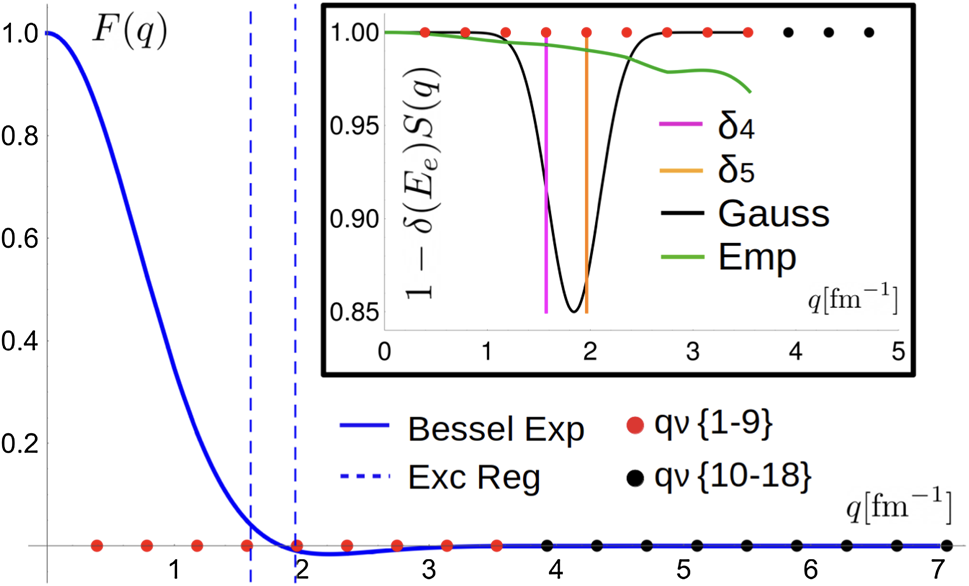 F(q)
1.0
0.8
0.6
0.4
0.2
1 2 3 4 5 6 7
q[fm⁻¹]
1 − δ(Eₑ)S(q)
1.00
0.95
0.90
0.85
0 1 2 3 4 5
q[fm⁻¹]
δ4
δ5
Gauss
Emp
Bessel Exp
Exc Reg
qν {1-9}
qν {10-18}